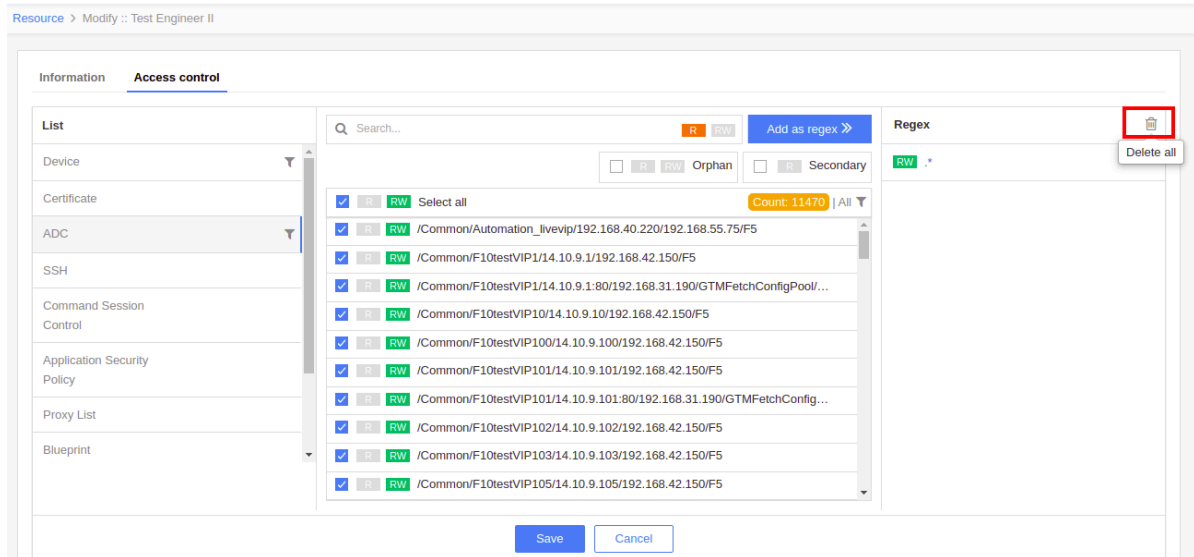 Resource > Modify :: Test Engineer II
Information Access control
List
Device
Certificate
ADC
SSH
Command Session
Control
Application Security
Policy
Proxy List
Blueprint
Search... R RW Add as regex »
R RW Orphan R Secondary
R RW Select all Count: 11470 | All
R RW /Common/Automation_livevip/192.168.40.220/192.168.55.75/F5
R RW /Common/F10testVIP1/14.10.9.1/192.168.42.150/F5
R RW /Common/F10testVIP1/14.10.9.1:80/192.168.31.190/GTMFetchConfigPool/...
R RW /Common/F10testVIP10/14.10.9.10/192.168.42.150/F5
R RW /Common/F10testVIP100/14.10.9.100/192.168.42.150/F5
R RW /Common/F10testVIP101/14.10.9.101/192.168.42.150/F5
R RW /Common/F10testVIP101/14.10.9.101:80/192.168.31.190/GTMFetchConfig...
R RW /Common/F10testVIP102/14.10.9.102/192.168.42.150/F5
R RW /Common/F10testVIP103/14.10.9.103/192.168.42.150/F5
R RW /Common/F10testVIP105/14.10.9.105/192.168.42.150/F5
Regex
Delete all
RW .*
Save Cancel